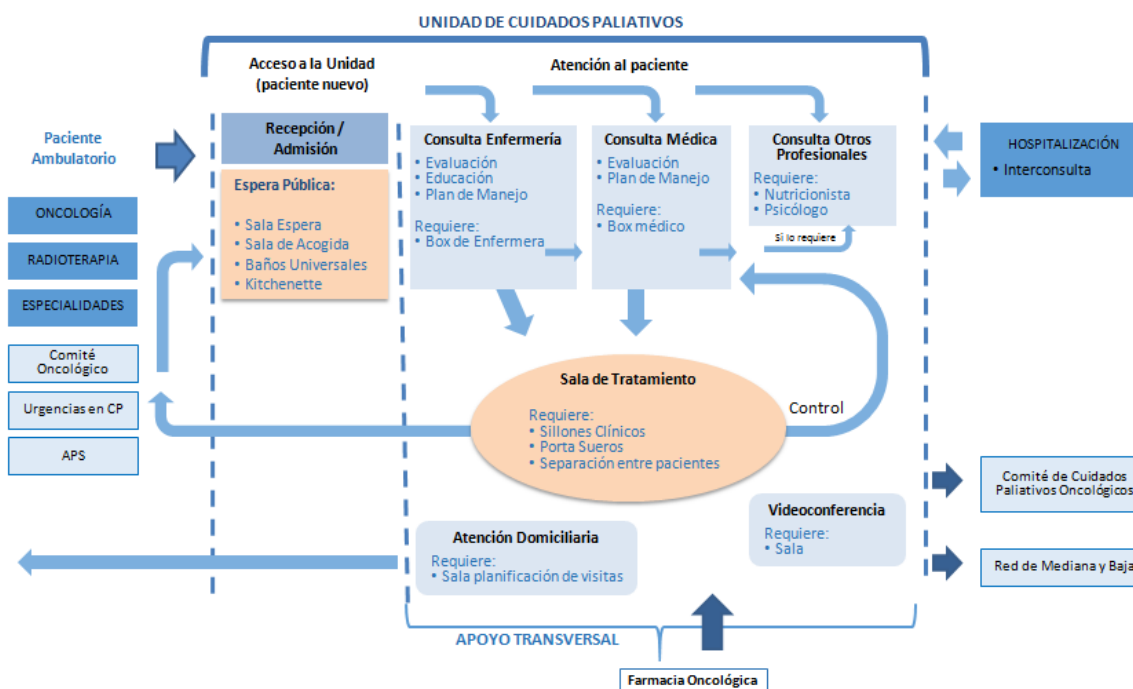 UNIDAD DE CUIDADOS PALIATIVOS
Acceso a la Unidad
(paciente nuevo)
Atención al paciente
Paciente
Ambulatorio
ONCOLOGÍA
RADIOTERAPIA
ESPECIALIDADES
Comité
Oncológico
Urgencias en CP
APS
Recepción /
Admisión
Espera Pública:
• Sala Espera
• Sala de Acogida
• Baños Universales
• Kitchenette
Consulta Enfermería
• Evaluación
• Educación
• Plan de Manejo
Requiere:
• Box de Enfermera
Consulta Médica
• Evaluación
• Plan de Manejo
Requiere:
• Box médico
Consulta Otros
Profesionales
Requiere:
• Nutricionista
• Psicólogo
Si lo requiere
HOSPITALIZACIÓN
• Interconsulta
Sala de Tratamiento
Requiere:
• Sillones Clínicos
• Porta Sueros
• Separación entre pacientes
Control
Atención Domiciliaria
Requiere:
• Sala planificación de visitas
Videoconferencia
Requiere:
• Sala
Comité de Cuidados
Paliativos Oncológicos
Red de Mediana y Baja
APOYO TRANSVERSAL
Farmacia Oncológica